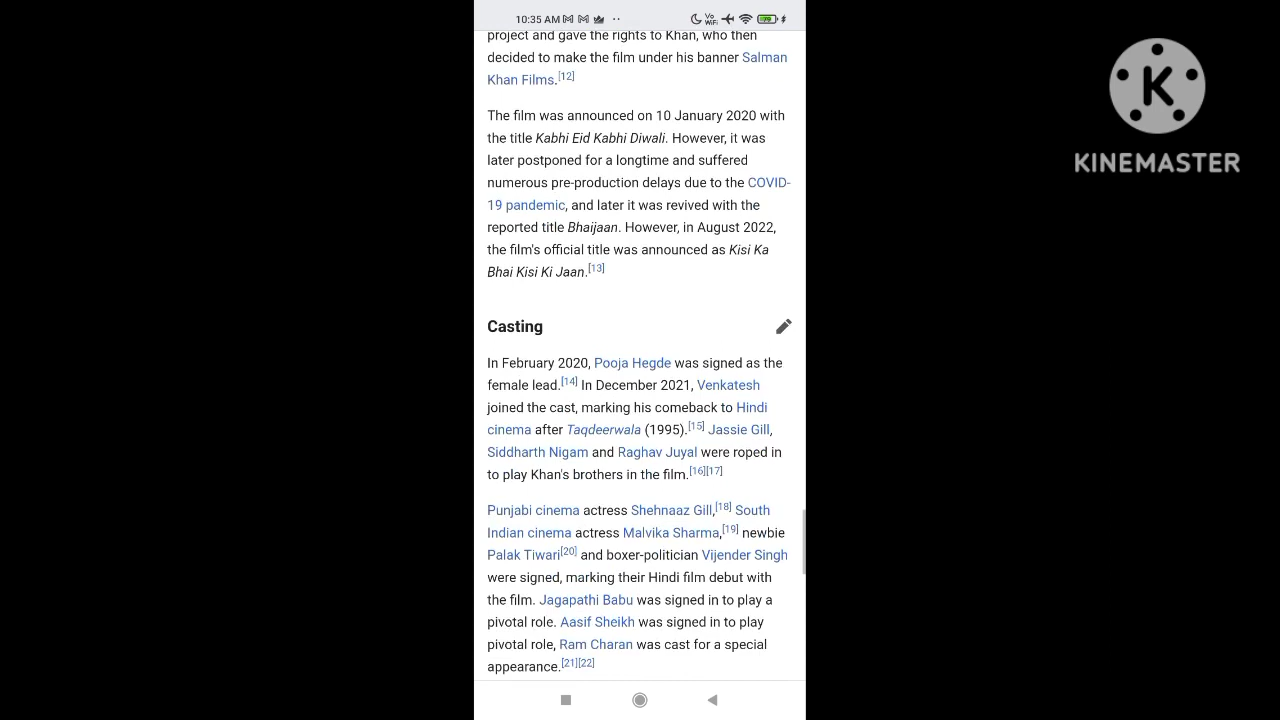 10:35 AM
Vo
WiFi
79
project and gave the rights to Khan, who then
decided to make the film under his banner Salman
Khan Films.[12]
The film was announced on 10 January 2020 with
the title Kabhi Eid Kabhi Diwali. However, it was
later postponed for a longtime and suffered
numerous pre-production delays due to the COVID-
19 pandemic, and later it was revived with the
reported title Bhaijaan. However, in August 2022,
the film's official title was announced as Kisi Ka
Bhai Kisi Ki Jaan.[13]
Casting
In February 2020, Pooja Hegde was signed as the
female lead.[14] In December 2021, Venkatesh
joined the cast, marking his comeback to Hindi
cinema after Taqdeerwala (1995).[15] Jassie Gill,
Siddharth Nigam and Raghav Juyal were roped in
to play Khan's brothers in the film.[16][17]
Punjabi cinema actress Shehnaaz Gill,[18] South
Indian cinema actress Malvika Sharma,[19] newbie
Palak Tiwari[20] and boxer-politician Vijender Singh
were signed, marking their Hindi film debut with
the film. Jagapathi Babu was signed in to play a
pivotal role. Aasif Sheikh was signed in to play
pivotal role, Ram Charan was cast for a special
appearance.[21][22]
K
KINEMASTER